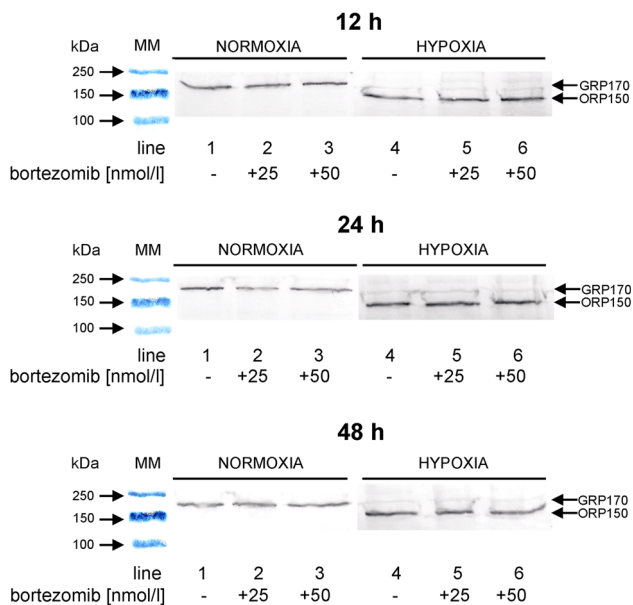 12 h
kDa MM NORMOXIA HYPOXIA
250
150
100
GRP170
ORP150
line 1 2 3 4 5 6
bortezomib [nmol/l] - +25 +50 - +25 +50
24 h
kDa MM NORMOXIA HYPOXIA
250
150
100
GRP170
ORP150
line 1 2 3 4 5 6
bortezomib [nmol/l] - +25 +50 - +25 +50
48 h
kDa MM NORMOXIA HYPOXIA
250
150
100
GRP170
ORP150
line 1 2 3 4 5 6
bortezomib [nmol/l] - +25 +50 - +25 +50